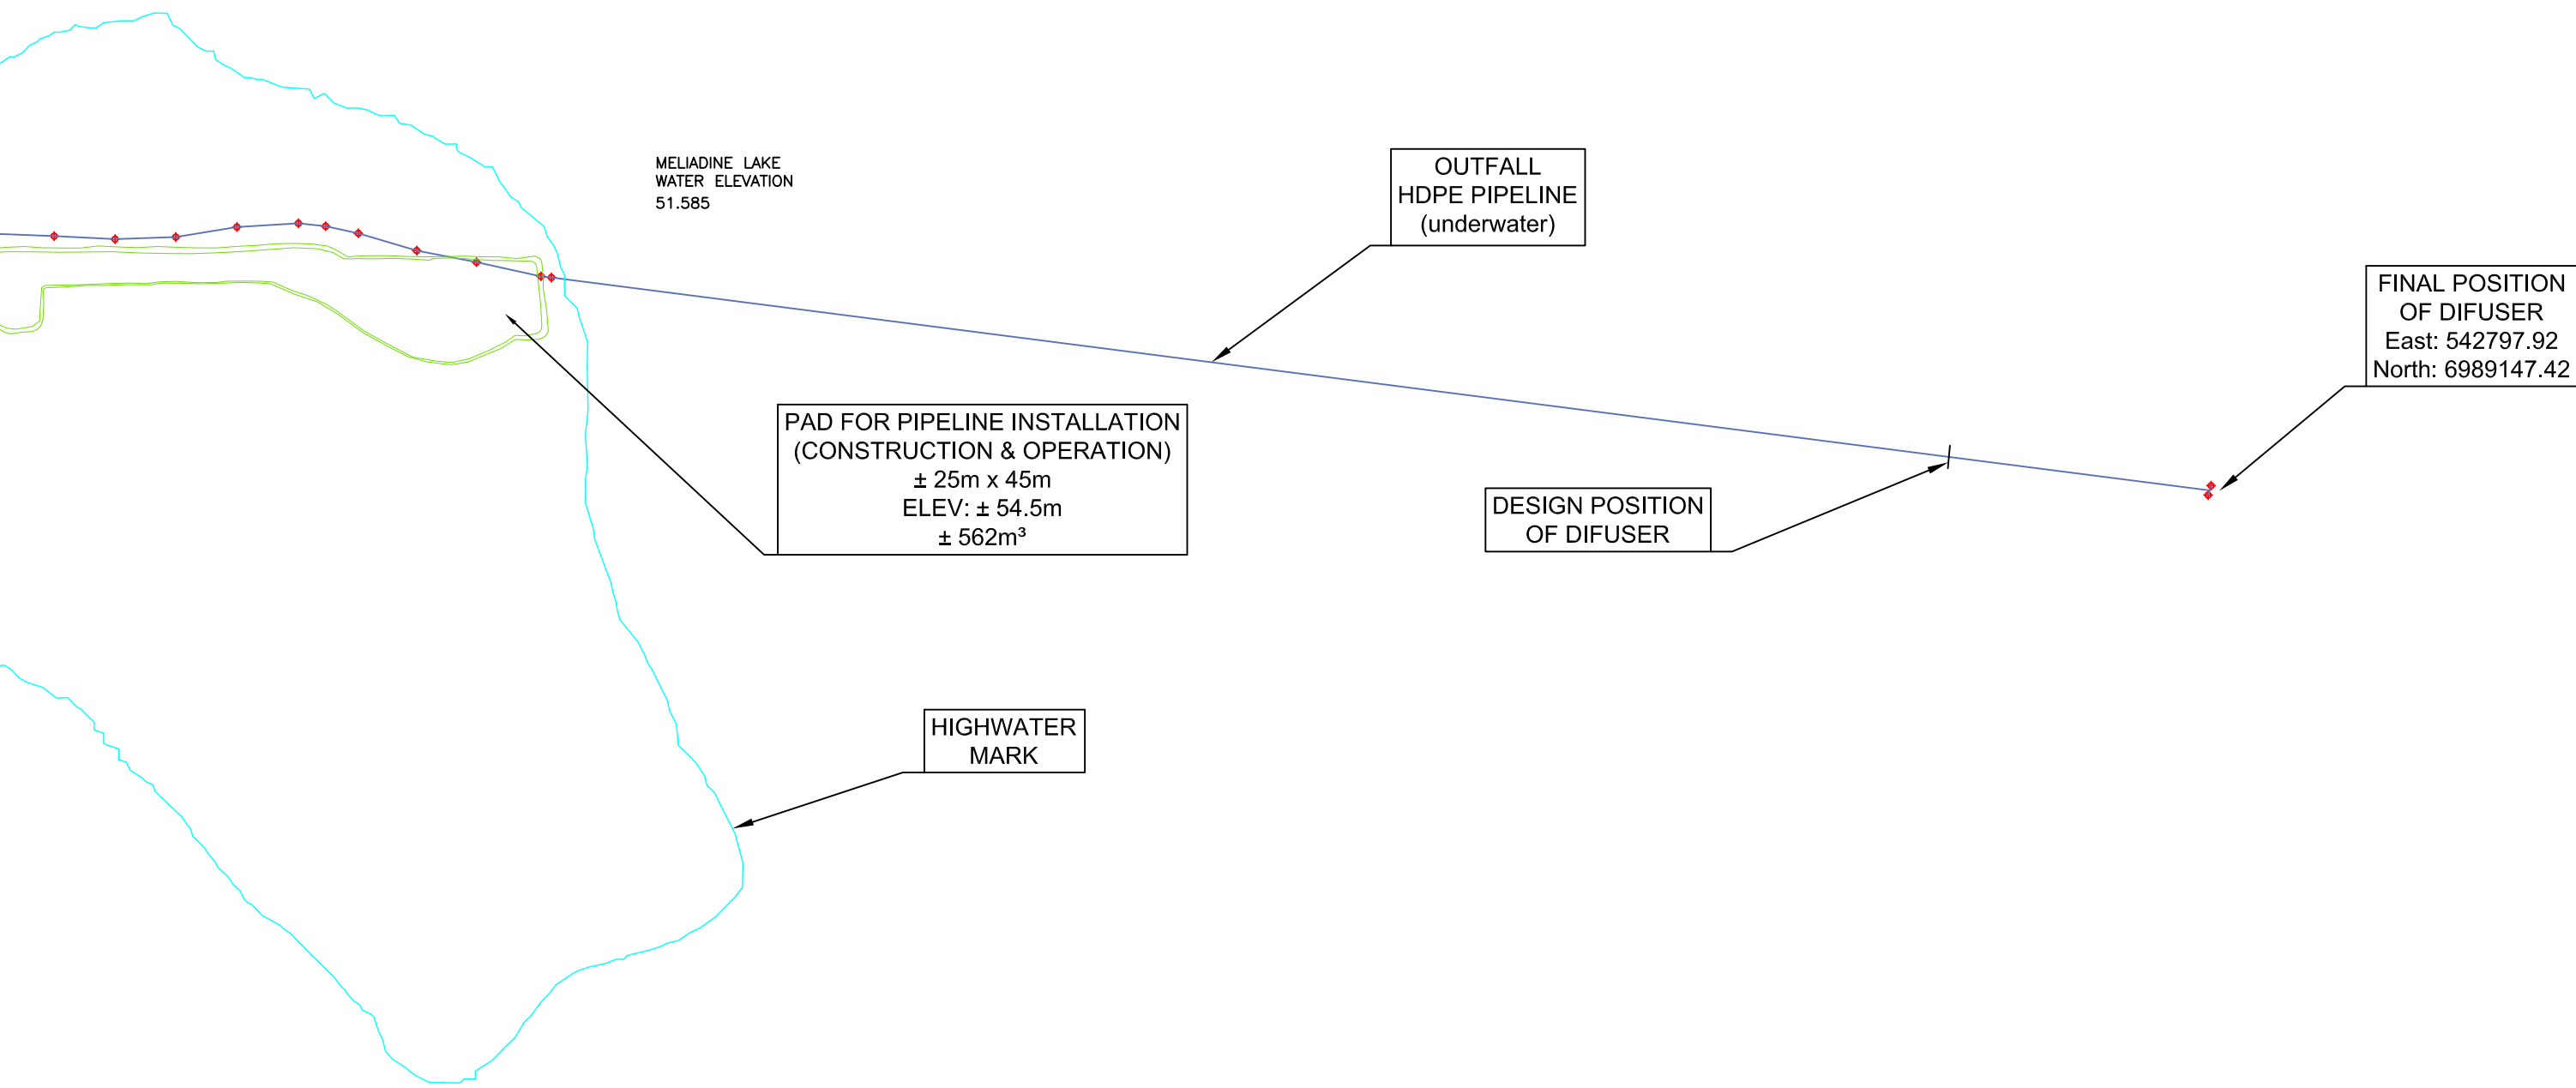 MELIADINE LAKE
WATER ELEVATION
51.585
OUTFALL
HDPE PIPELINE
(underwater)
FINAL POSITION
OF DIFUSER
East: 542797.92
North: 6989147.42
PAD FOR PIPELINE INSTALLATION
(CONSTRUCTION & OPERATION)
± 25m x 45m
ELEV: ± 54.5m
± 562m³
DESIGN POSITION
OF DIFUSER
HIGHWATER
MARK